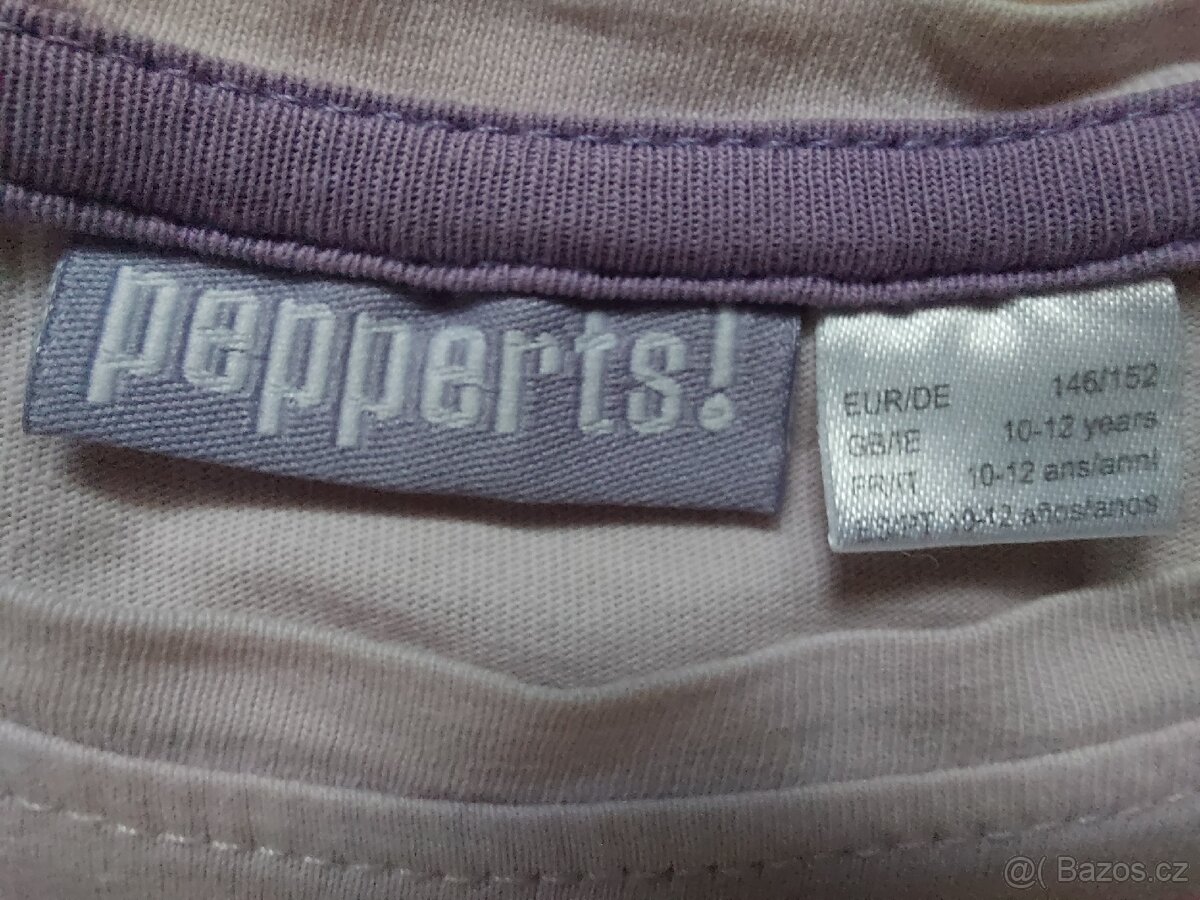 pepperts!
EUR/DE 146/152
GB/IE 10-12 years
FR/IT 10-12 ans/anni
10-12 años/anos
@( Bazos.cz